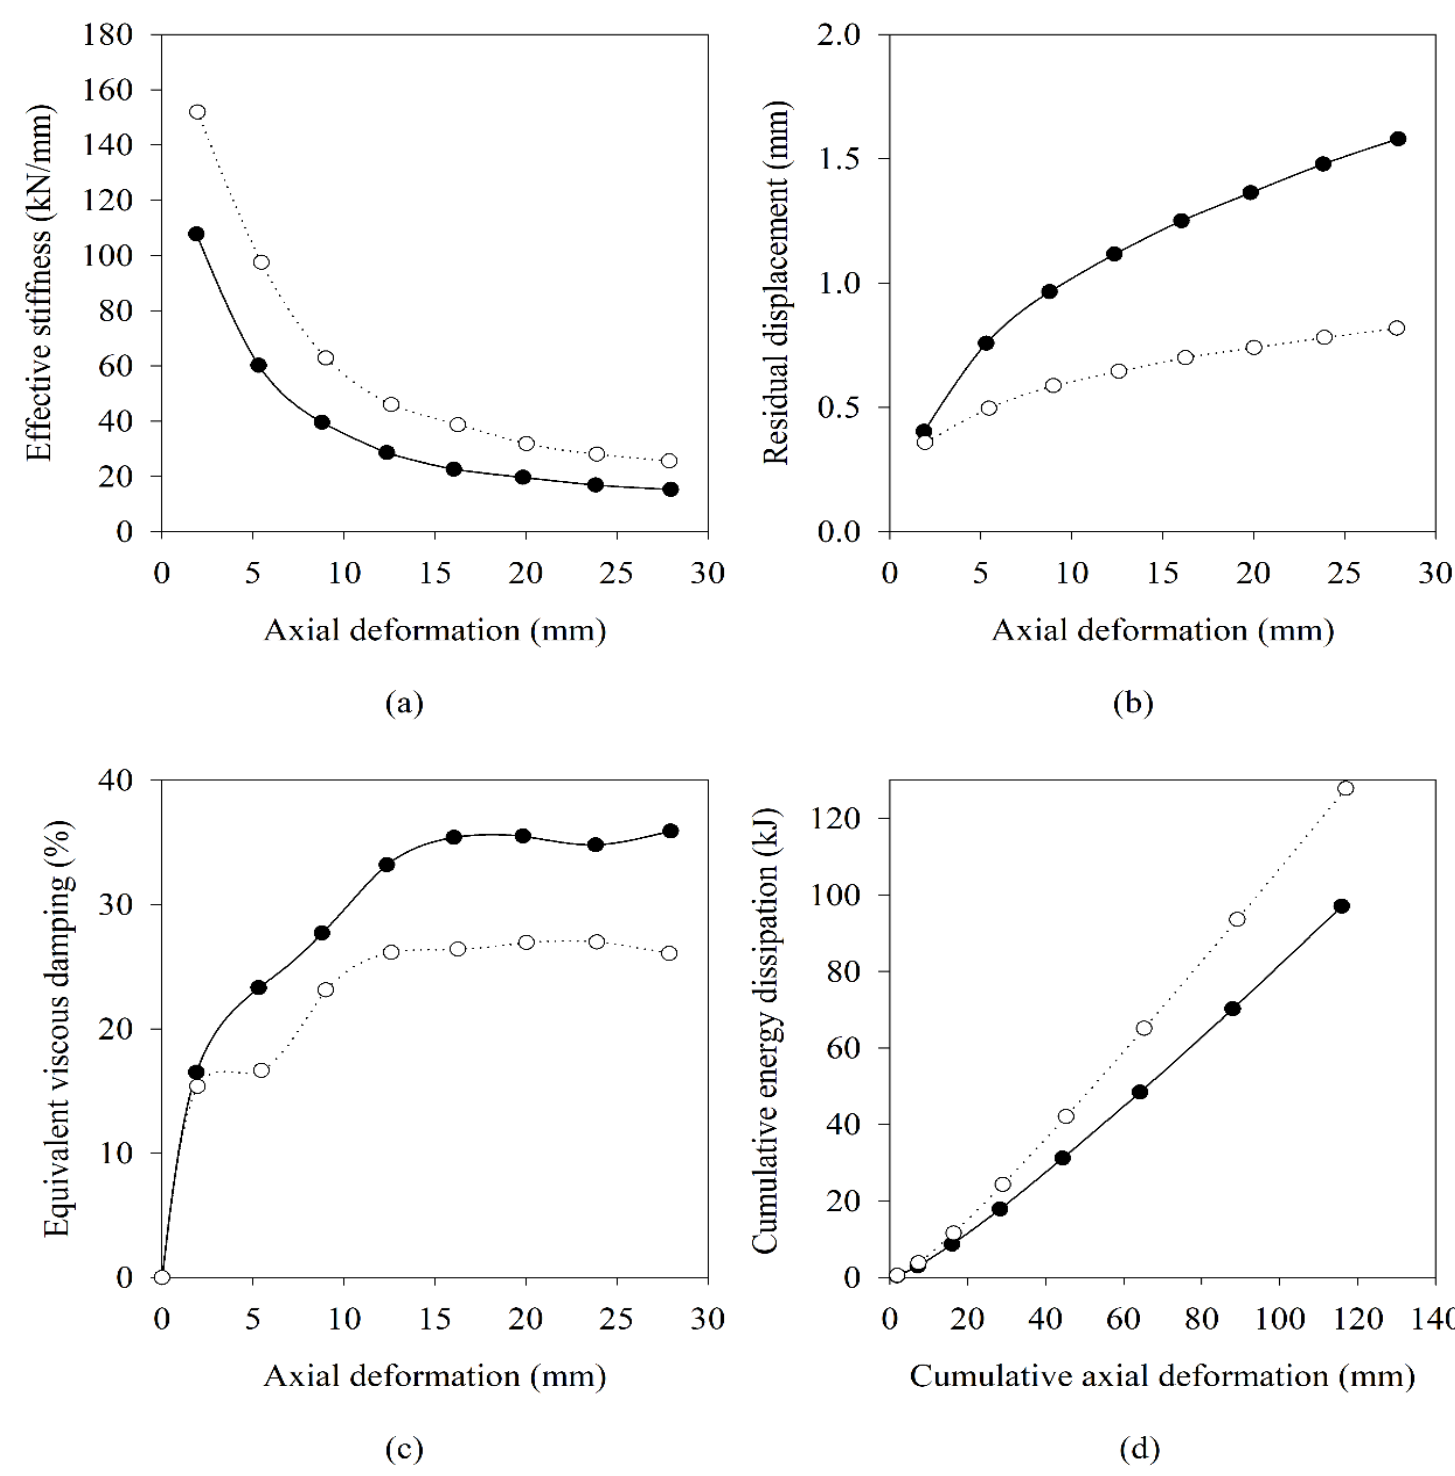 180
160
140
120
100
80
60
40
20
0
0 5 10 15 20 25 30
Effective stiffness (kN/mm)
Axial deformation (mm)
(a)
2.0
1.5
1.0
0.5
0.0
0 5 10 15 20 25 30
Residual displacement (mm)
Axial deformation (mm)
(b)
40
30
20
10
0
0 5 10 15 20 25 30
Equivalent viscous damping (%)
Axial deformation (mm)
(c)
120
100
80
60
40
20
0
0 20 40 60 80 100 120 140
Cumulative energy dissipation (kJ)
Cumulative axial deformation (mm)
(d)